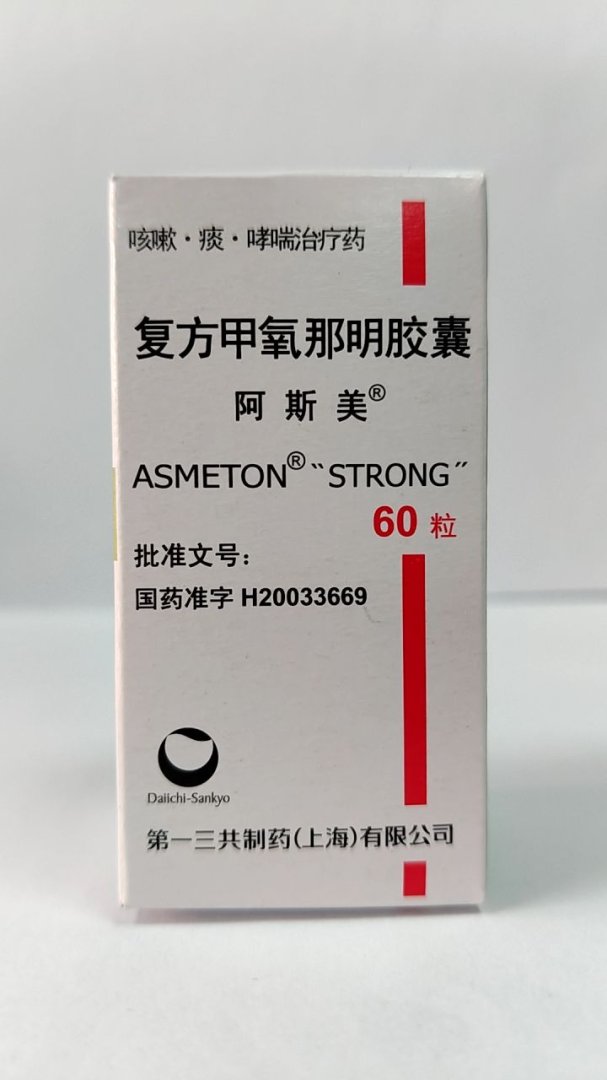 咳嗽·痰·哮喘治疗药
复方甲氧那明胶囊
阿斯美®
ASMETON® “STRONG”
60 粒
批准文号：
国药准字 H20033669
Daiichi-Sankyo
第一三共制药(上海)有限公司